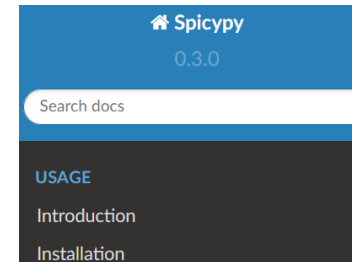 Spicypy
0.3.0
Search docs
USAGE
Introduction
Installation